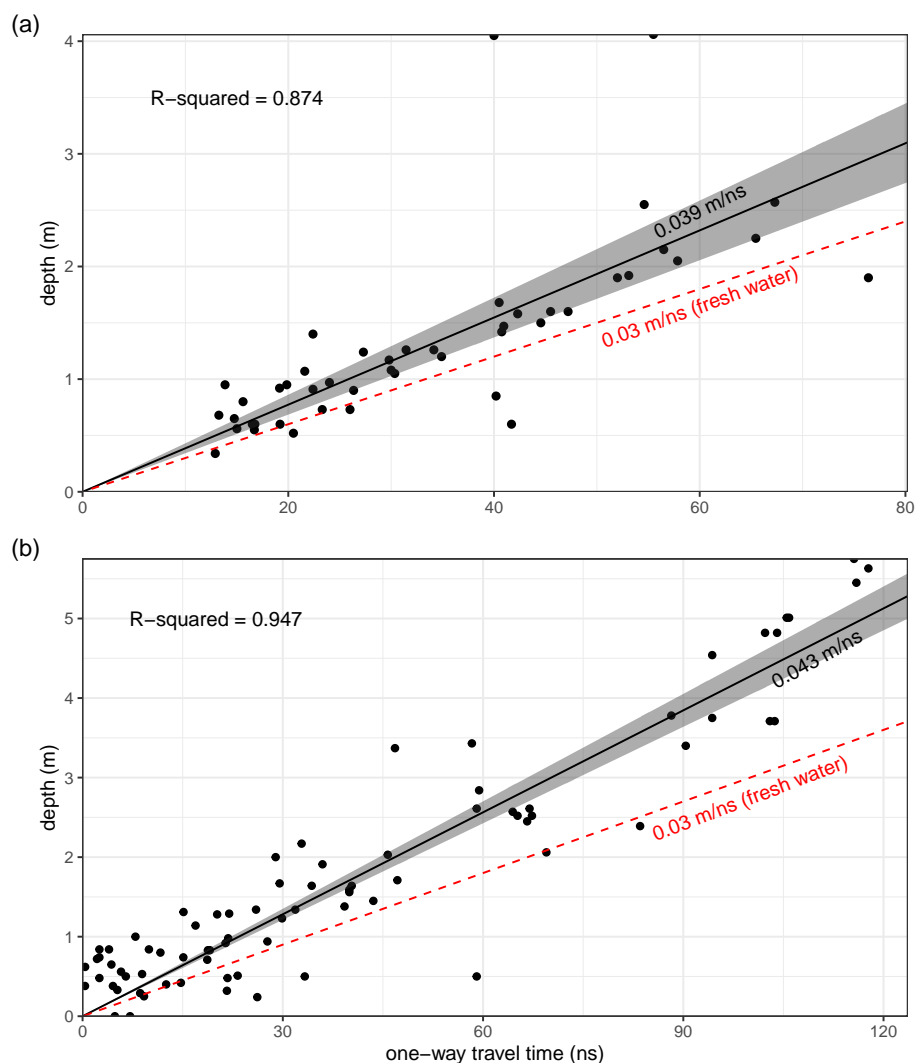 (a)
4
3
2
1
0
depth (m)
R−squared = 0.874
0.039 m/ns
0.03 m/ns (fresh water)
0 20 40 60 80
(b)
5
4
3
2
1
0
depth (m)
R−squared = 0.947
0.043 m/ns
0.03 m/ns (fresh water)
0 30 60 90 120
one−way travel time (ns)